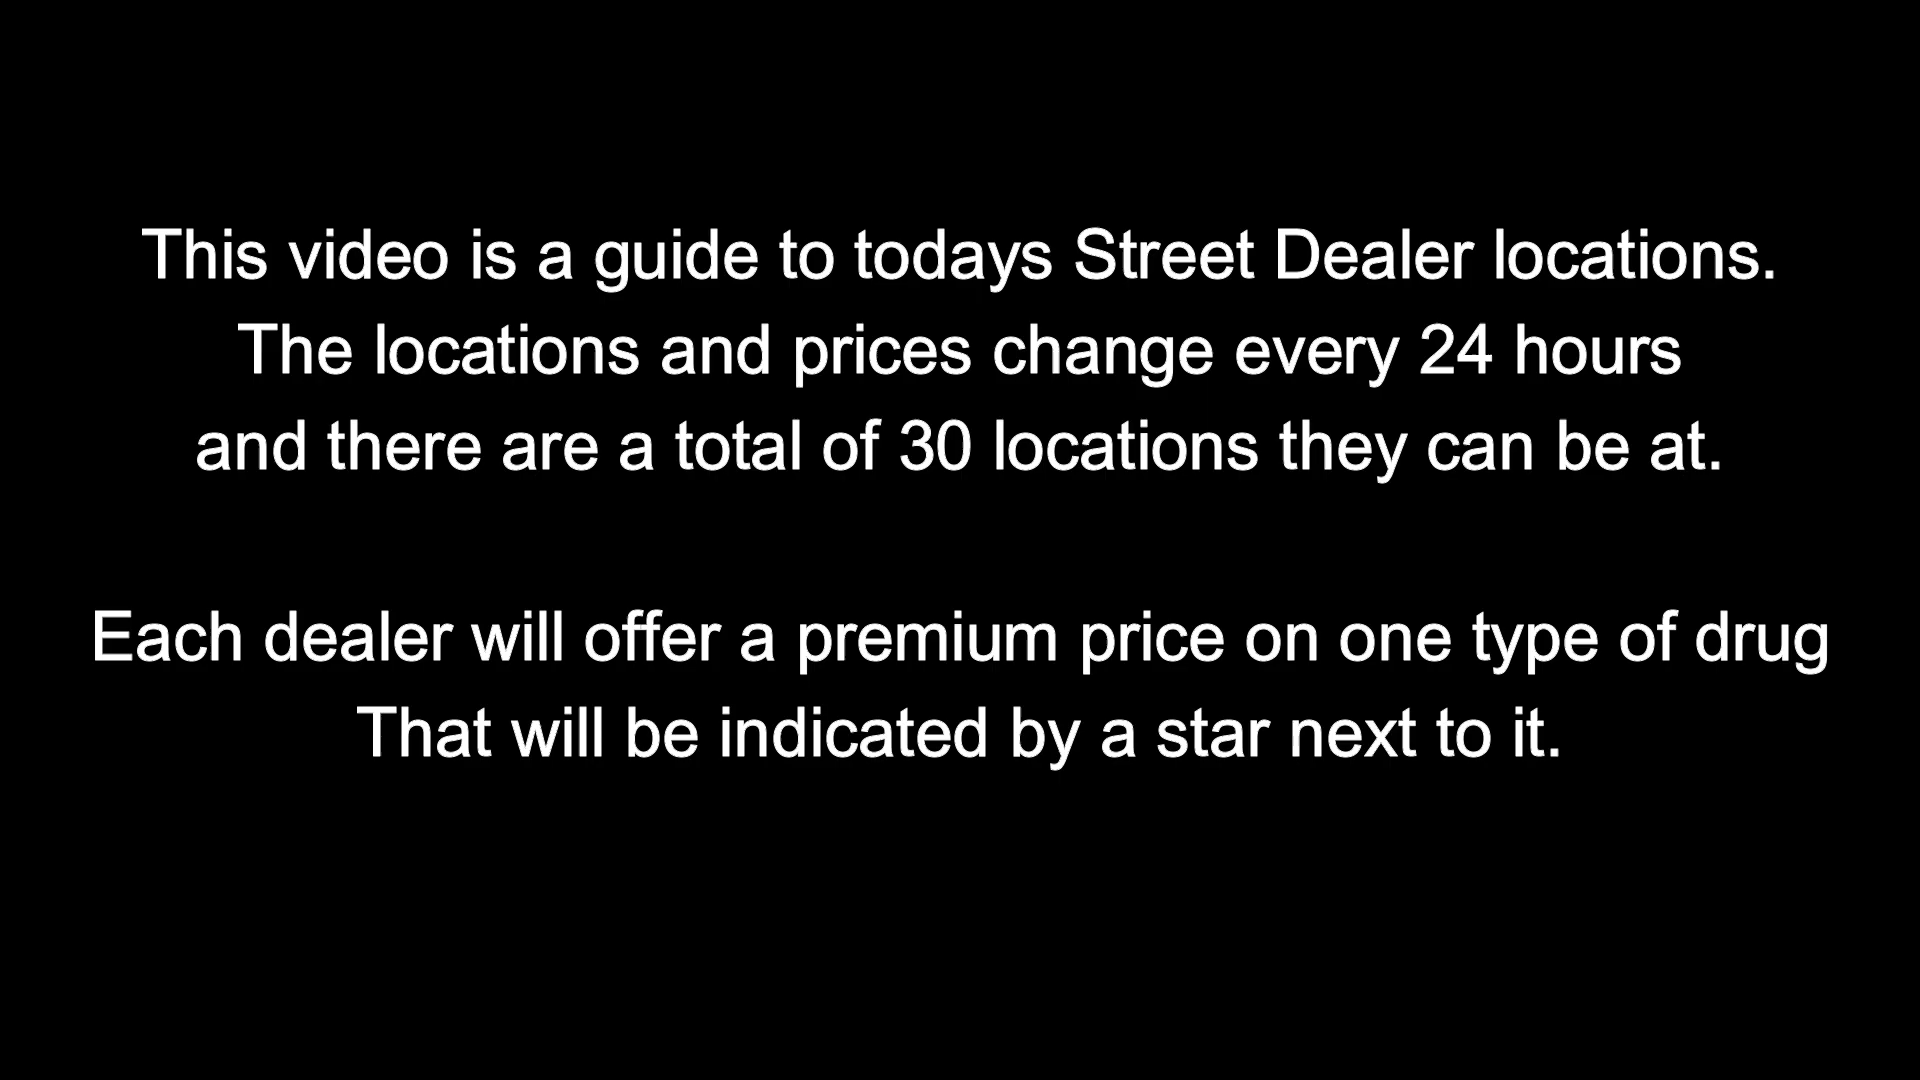 This video is a guide to todays Street Dealer locations.
The locations and prices change every 24 hours
and there are a total of 30 locations they can be at.
Each dealer will offer a premium price on one type of drug
That will be indicated by a star next to it.